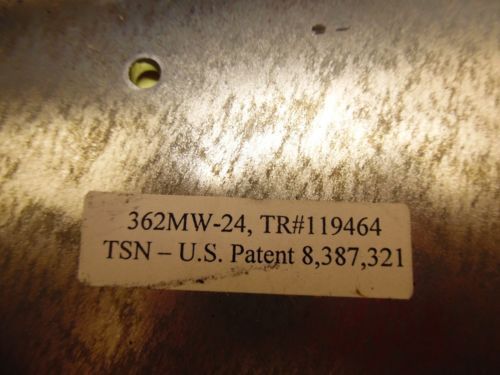 362MW-24, TR#119464
TSN – U.S. Patent 8,387,321